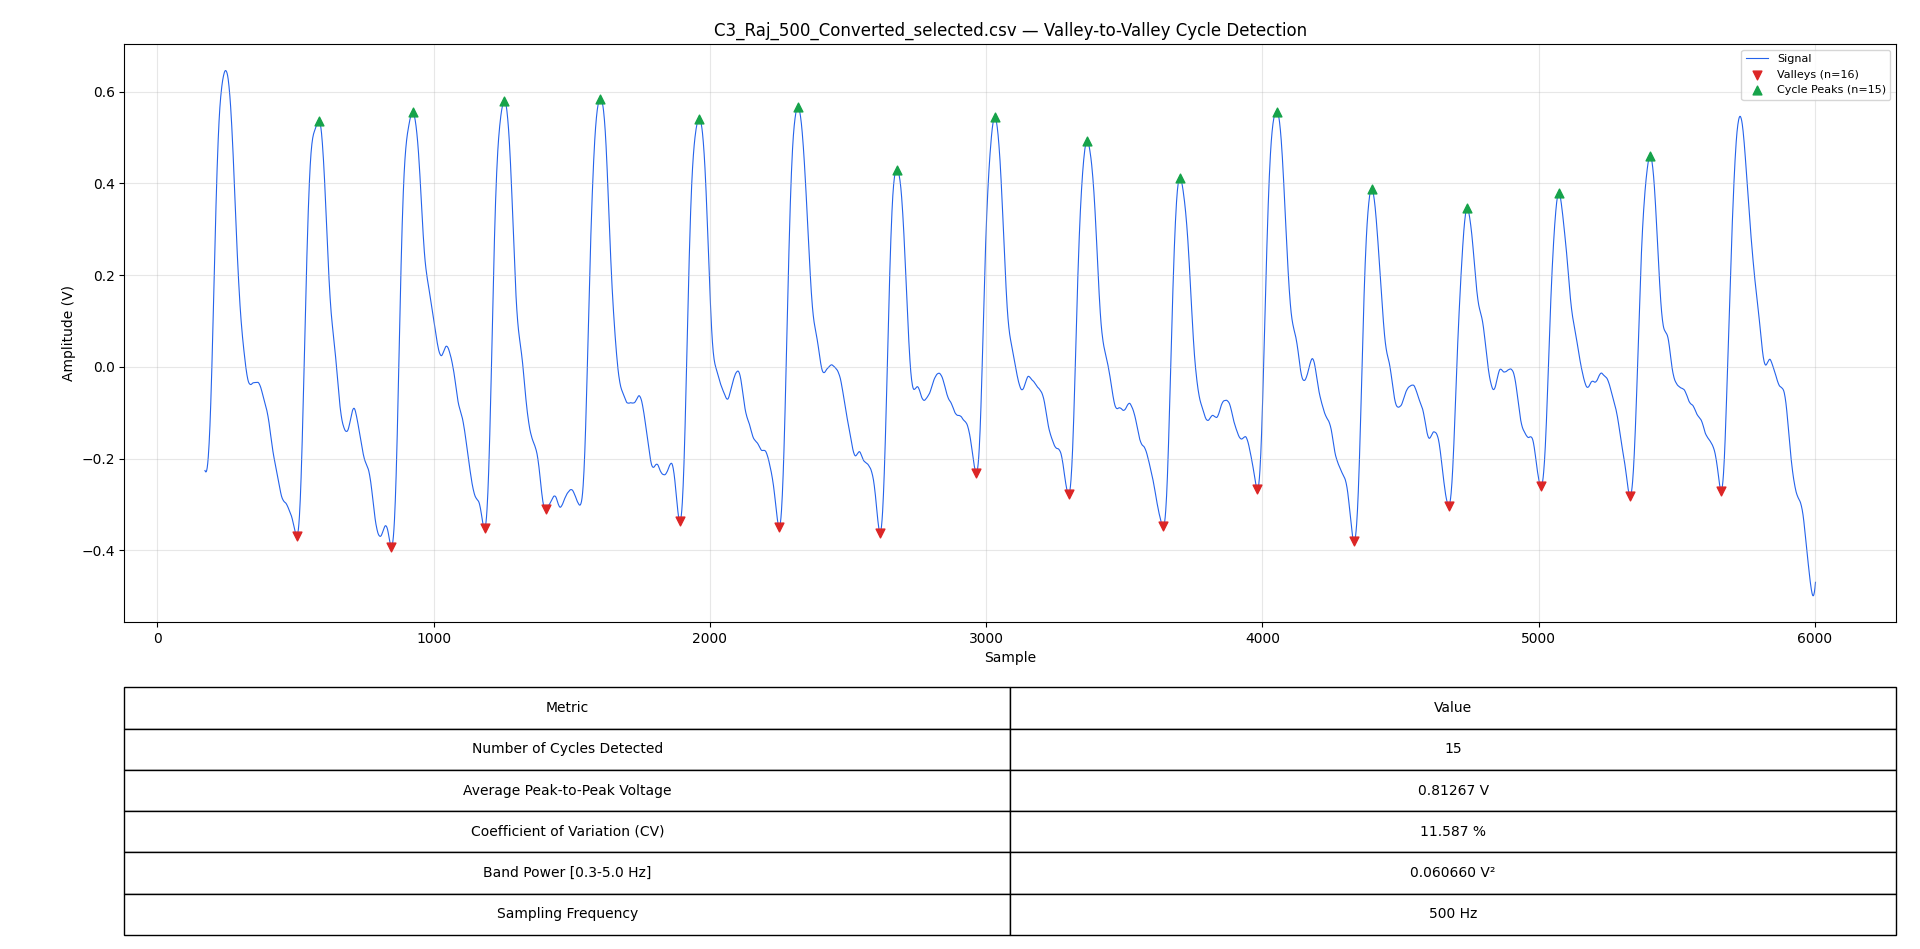 C3_Raj_500_Converted_selected.csv — Valley-to-Valley Cycle Detection
Signal
Valleys (n=16)
Cycle Peaks (n=15)
Amplitude (V)
0.6
0.4
0.2
0.0
−0.2
−0.4
0 1000 2000 3000 4000 5000 6000
Sample
Metric Value
Number of Cycles Detected 15
Average Peak-to-Peak Voltage 0.81267 V
Coefficient of Variation (CV) 11.587 %
Band Power [0.3-5.0 Hz] 0.060660 V²
Sampling Frequency 500 Hz